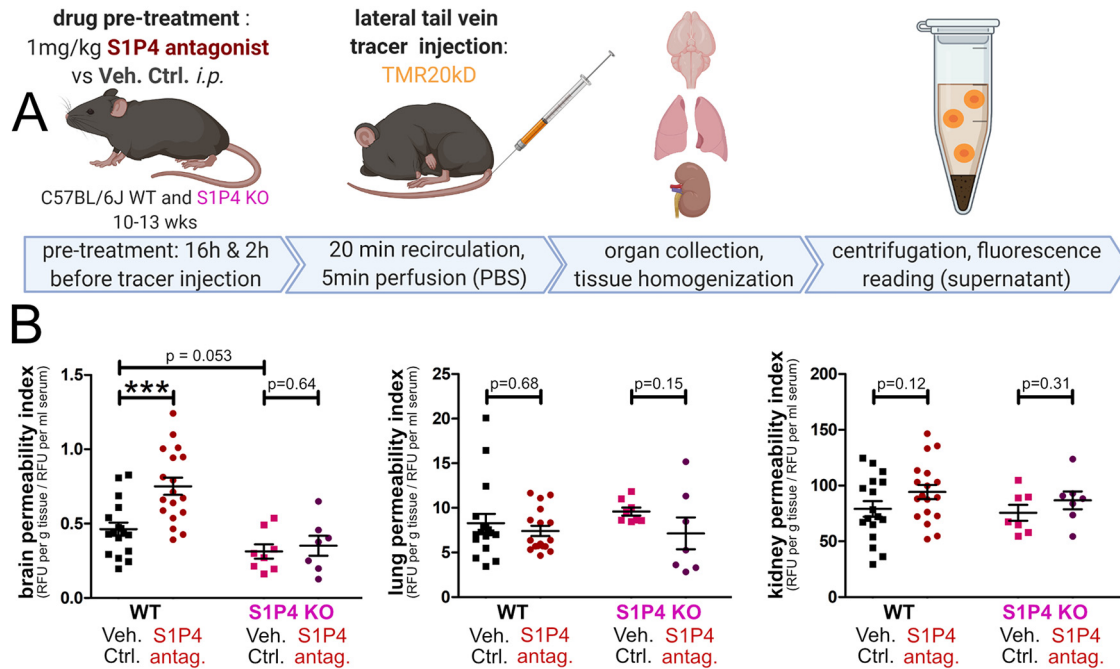 A
drug pre-treatment :
1mg/kg S1P4 antagonist
vs Veh. Ctrl. i.p.
C57BL/6J WT and S1P4 KO
10-13 wks
lateral tail vein
tracer injection:
TMR20kD
pre-treatment: 16h & 2h
before tracer injection
20 min recirculation,
5min perfusion (PBS)
organ collection,
tissue homogenization
centrifugation, fluorescence
reading (supernatant)
B
brain permeability index
(RFU per g tissue / RFU per ml serum)
1.5
1.0
0.5
0.0
p = 0.053
***
p=0.64
WT
S1P4 KO
Veh. S1P4 Veh. S1P4
Ctrl. antag. Ctrl. antag.
lung permeability index
(RFU per g tissue / RFU per ml serum)
25
20
15
10
5
0
p=0.68
p=0.15
WT
S1P4 KO
Veh. S1P4 Veh. S1P4
Ctrl. antag. Ctrl. antag.
kidney permeability index
(RFU per g tissue / RFU per ml serum)
200
150
100
50
0
p=0.12
p=0.31
WT
S1P4 KO
Veh. S1P4 Veh. S1P4
Ctrl. antag. Ctrl. antag.